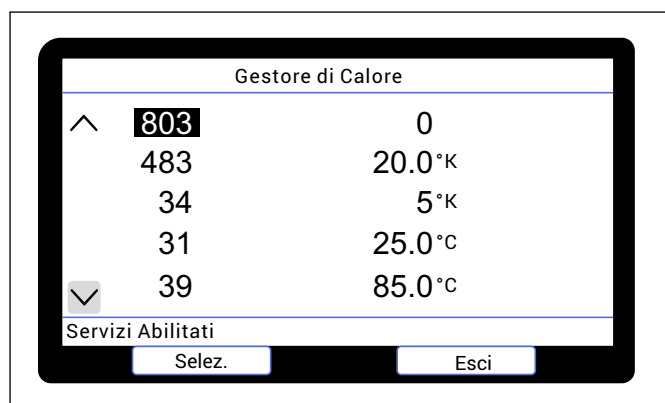 Gestore di Calore
803 0
483 20.0°K
34 5°K
31 25.0°C
39 85.0°C
Servizi Abilitati
Selez. Esci